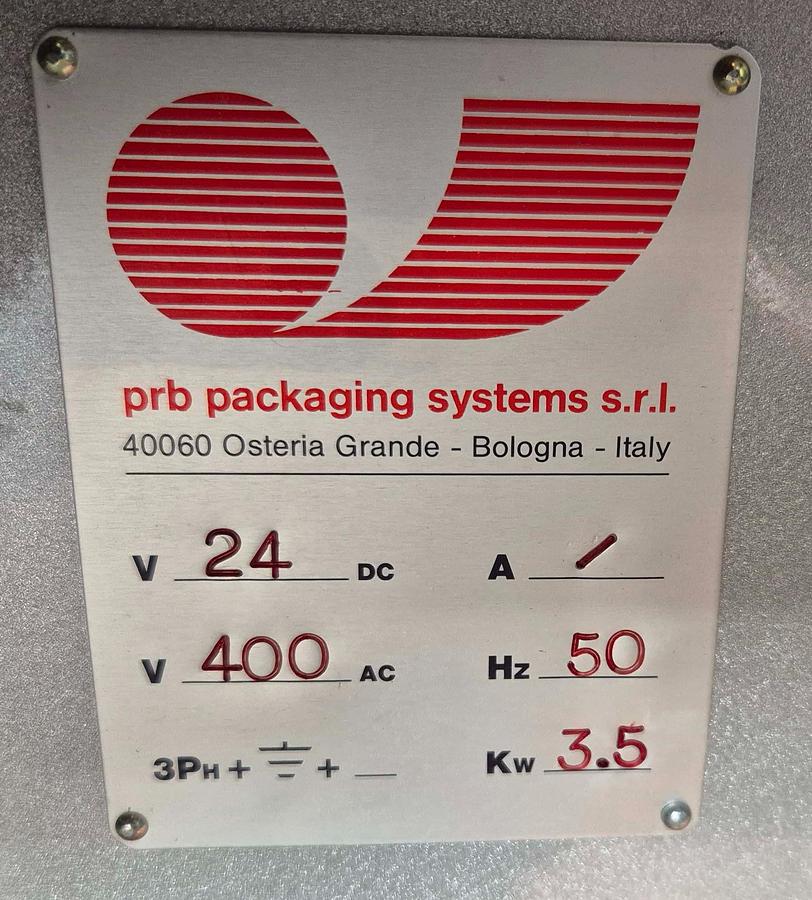 prb packaging systems s.r.l.
40060 Osteria Grande - Bologna - Italy
V 24 DC A /
V 400 AC Hz 50
3PH + ⏚ + __ Kw 3.5